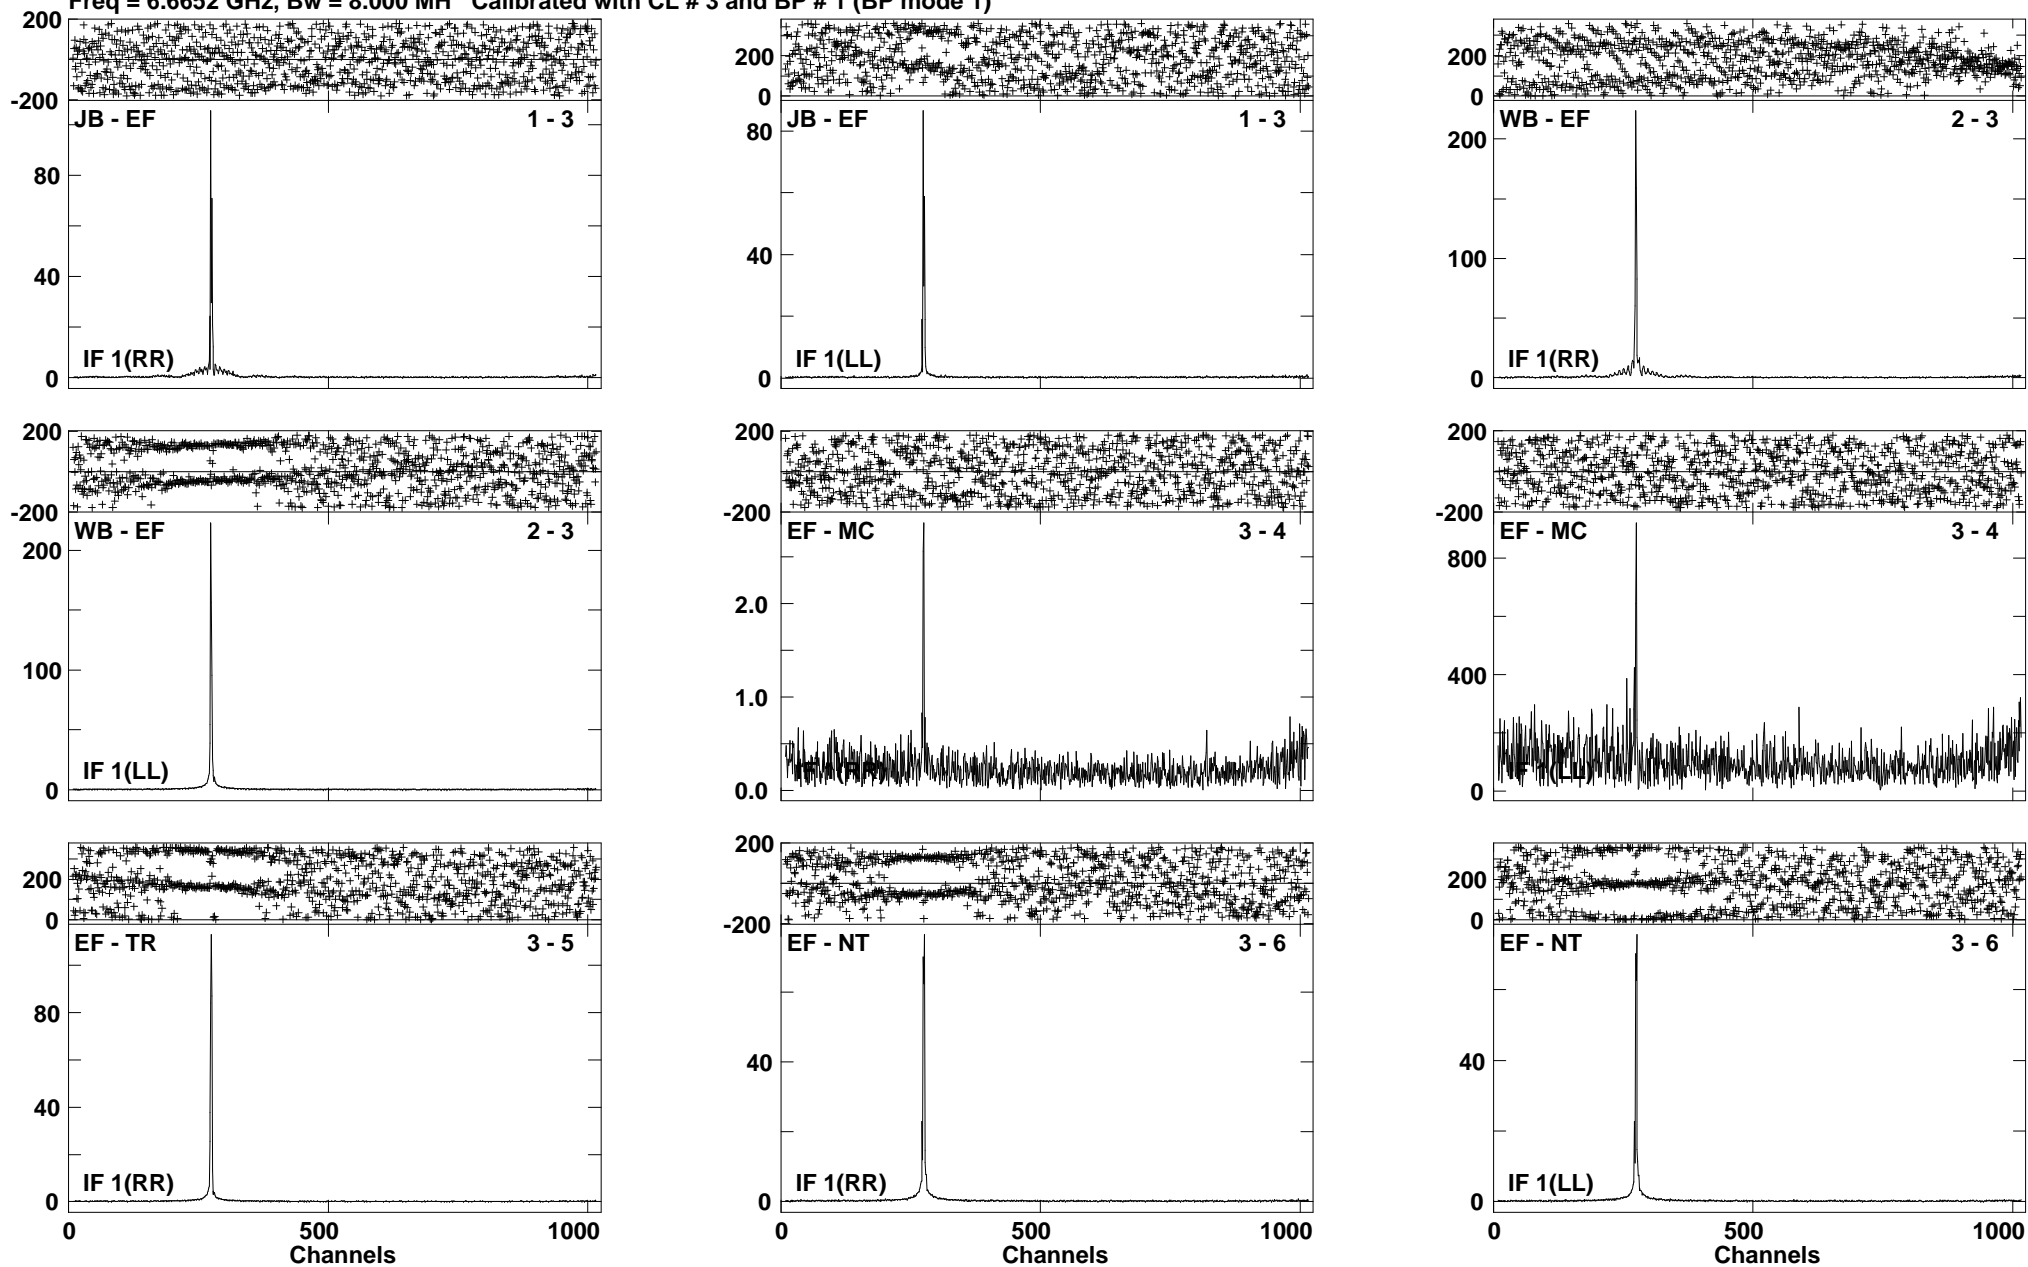 Freq = 6.6652 GHz, Bw = 8.000 MH Calibrated with CL # 3 and BP # 1 (BP mode 1)
200
-200
JB - EF 1 - 3
80
40
0
IF 1(RR)
200
0
JB - EF 1 - 3
80
40
0
IF 1(LL)
200
0
WB - EF 2 - 3
200
100
0
IF 1(RR)
200
-200
WB - EF 2 - 3
200
100
0
IF 1(LL)
200
-200
EF - MC 3 - 4
2.0
1.0
0.0
IF 1(RR)
200
-200
EF - MC 3 - 4
800
400
0
IF 1(LL)
200
0
EF - TR 3 - 5
80
40
0
IF 1(RR)
0 500 1000
Channels
200
-200
EF - NT 3 - 6
40
0
IF 1(RR)
0 500 1000
Channels
200
0
EF - NT 3 - 6
40
0
IF 1(LL)
0 500 1000
Channels